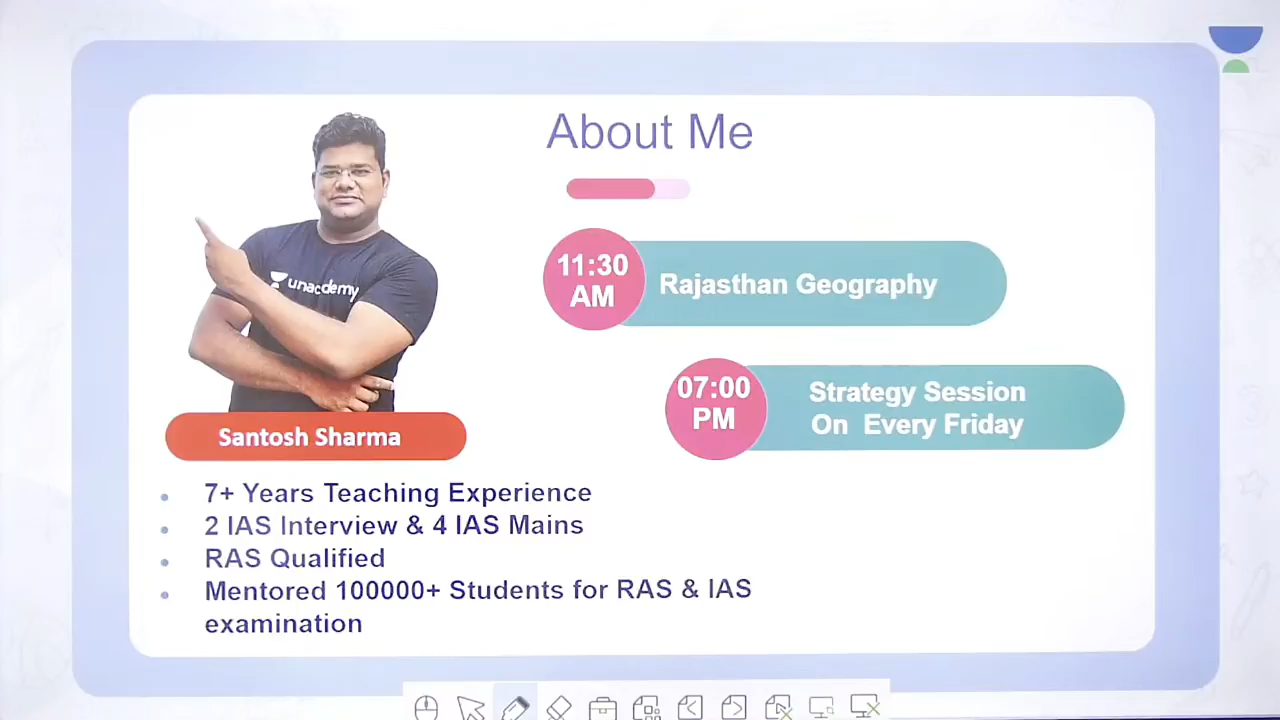 About Me
11:30
AM
Rajasthan Geography
unacademy
07:00
PM
Strategy Session
On Every Friday
Santosh Sharma
7+ Years Teaching Experience
2 IAS Interview & 4 IAS Mains
RAS Qualified
Mentored 100000+ Students for RAS & IAS
examination